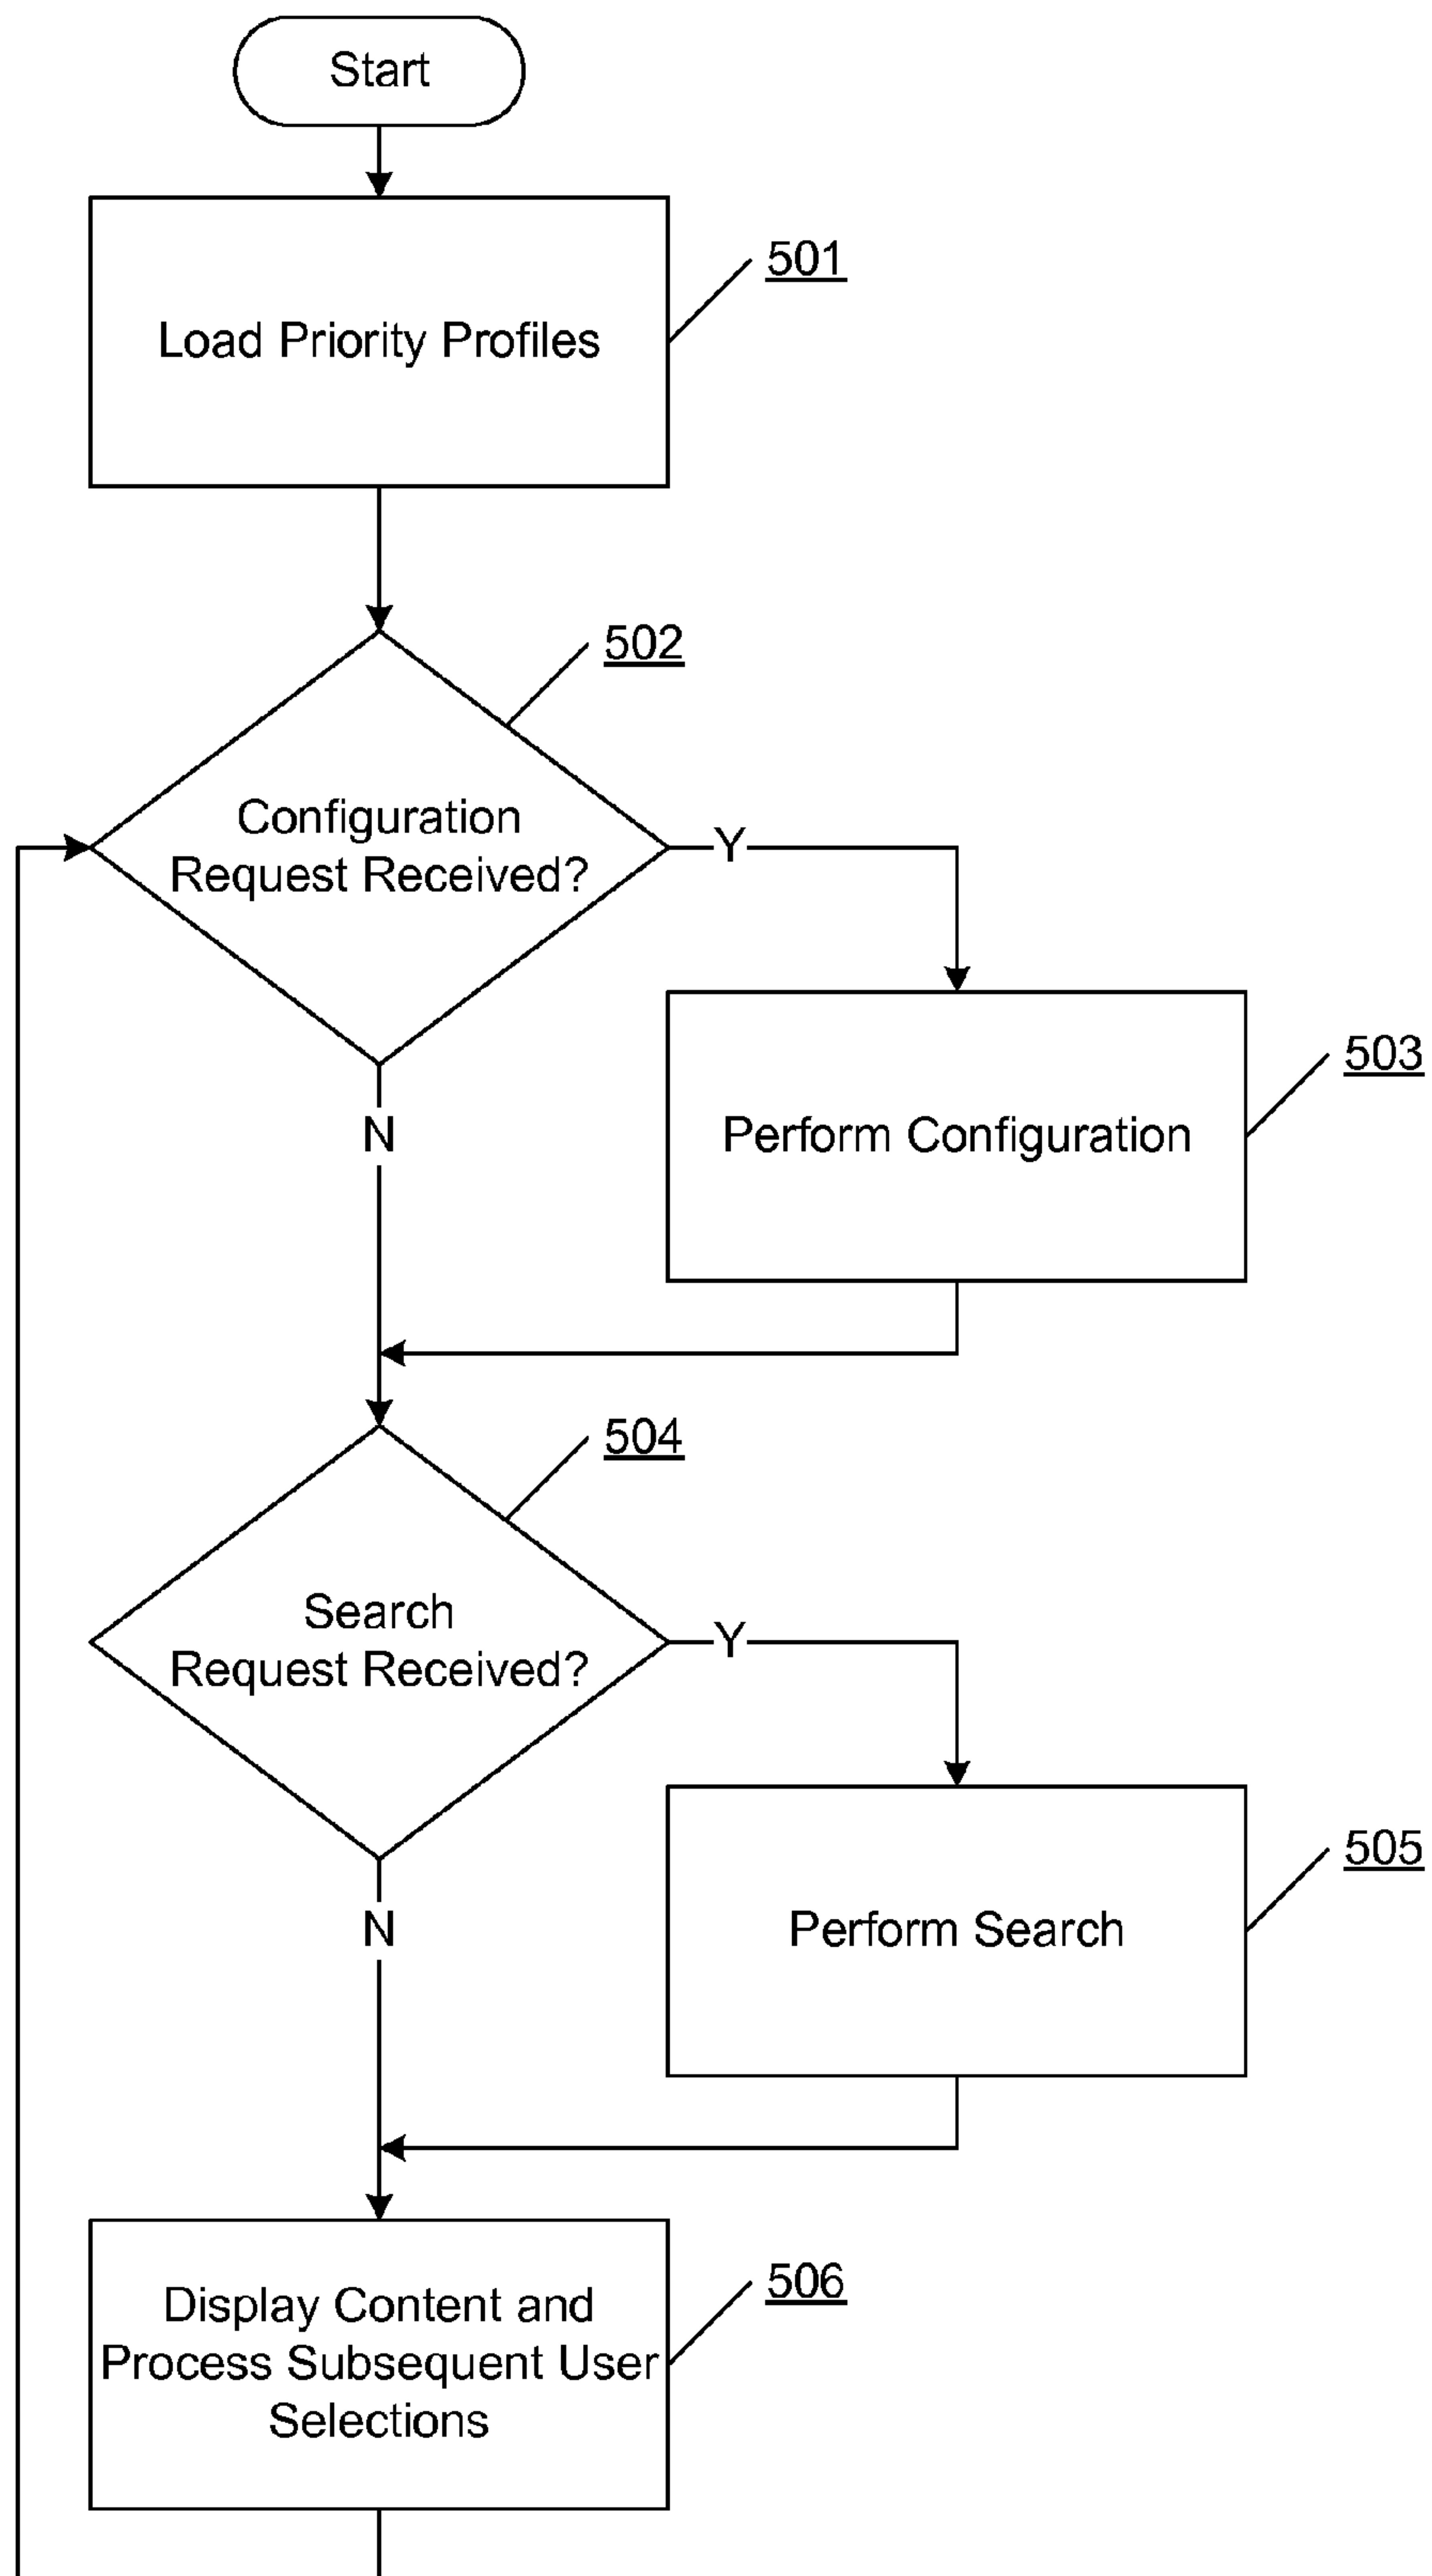 Start
501
Load Priority Profiles
502
Configuration
Request Received?
Y
503
Perform Configuration
N
504
Search
Request Received?
Y
505
Perform Search
N
506
Display Content and
Process Subsequent User
Selections